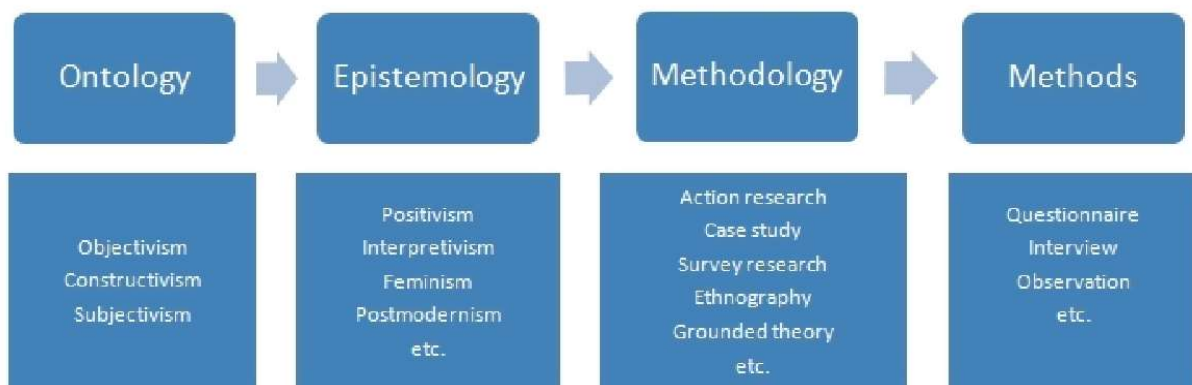 Ontology
Epistemology
Methodology
Methods
Objectivism
Constructivism
Subjectivism
Positivism
Interpretivism
Feminism
Postmodernism
etc.
Action research
Case study
Survey research
Ethnography
Grounded theory
etc.
Questionnaire
Interview
Observation
etc.